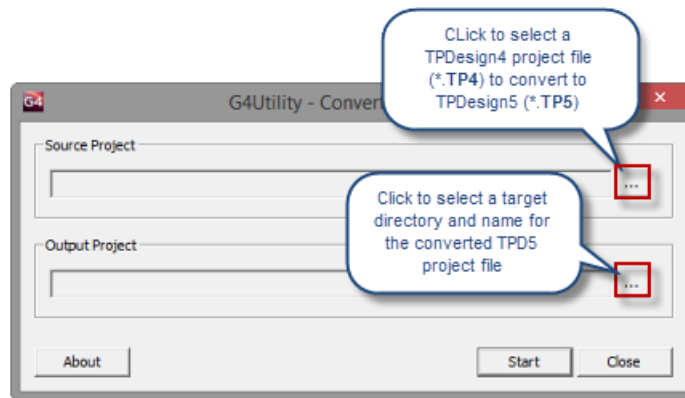 CLick to select a
TPDesign4 project file
(*.TP4) to convert to
TPDesign5 (*.TP5)
G4
G4Utility - Conver
×
Source Project
...
Click to select a target
directory and name for
the converted TPD5
project file
Output Project
...
About
Start
Close